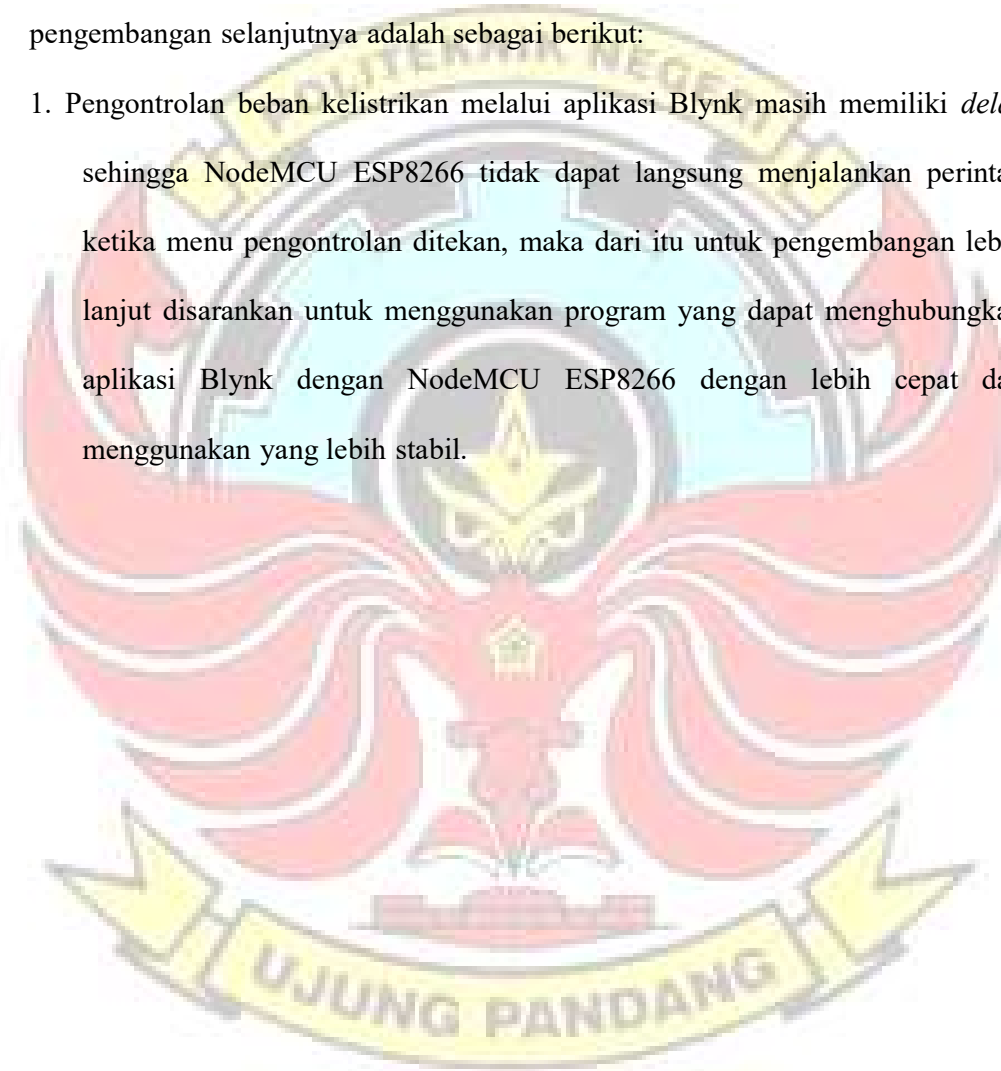 pengembangan selanjutnya adalah sebagai berikut:
POLITEKNIK NEGERI
1. Pengontrolan beban kelistrikan melalui aplikasi Blynk masih memiliki
sehingga NodeMCU ESP8266 tidak dapat langsung menjalankan
ketika menu pengontrolan ditekan, maka dari itu untuk pengembangan
lanjut disarankan untuk menggunakan program yang dapat
aplikasi Blynk dengan NodeMCU ESP8266 dengan lebih cepat
menggunakan yang lebih stabil.
UJUNG PANDANG